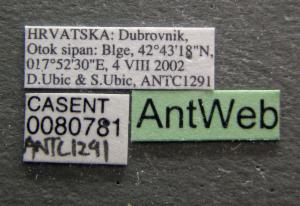 HRVATSKA: Dubrovnik,
Otok sipan: Blge, 42°43'18"N,
017°52'30"E, 4 VIII 2002
D.Ubic & S.Ubic, ANTC1291
CASENT
0080781
ANTC1291
AntWeb